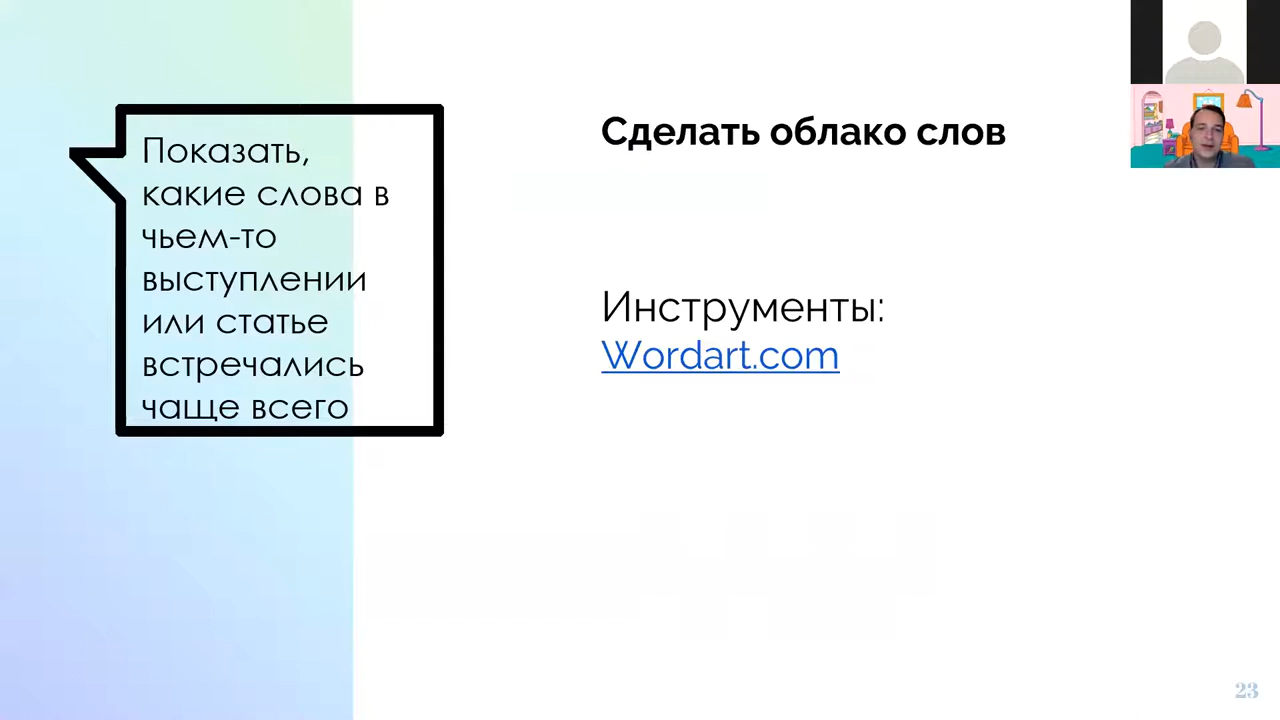 Показать,
какие слова в
чьем-то
выступлении
или статье
встречались
чаще всего
Сделать облако слов
Инструменты:
Wordart.com
23